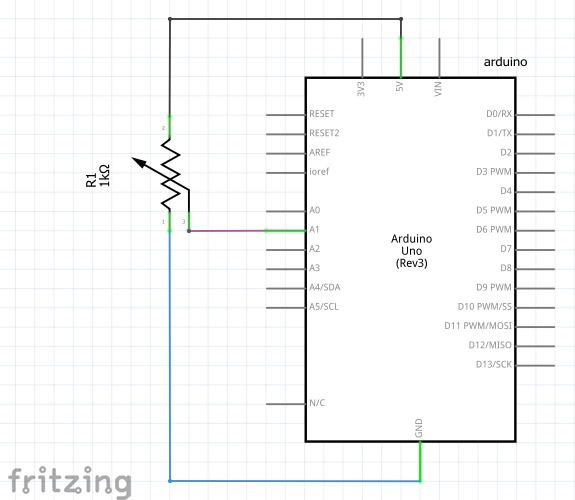 arduino
3V3
5V
VIN
RESET
RESET2
AREF
ioref
A0
A1
A2
A3
A4/SDA
A5/SCL
N/C
D0/RX
D1/TX
D2
D3 PWM
D4
D5 PWM
D6 PWM
D7
D8
D9 PWM
D10 PWM/SS
D11 PWM/MOSI
D12/MISO
D13/SCK
Arduino
Uno
(Rev3)
GND
R1
1kΩ
2
1
3
fritzing